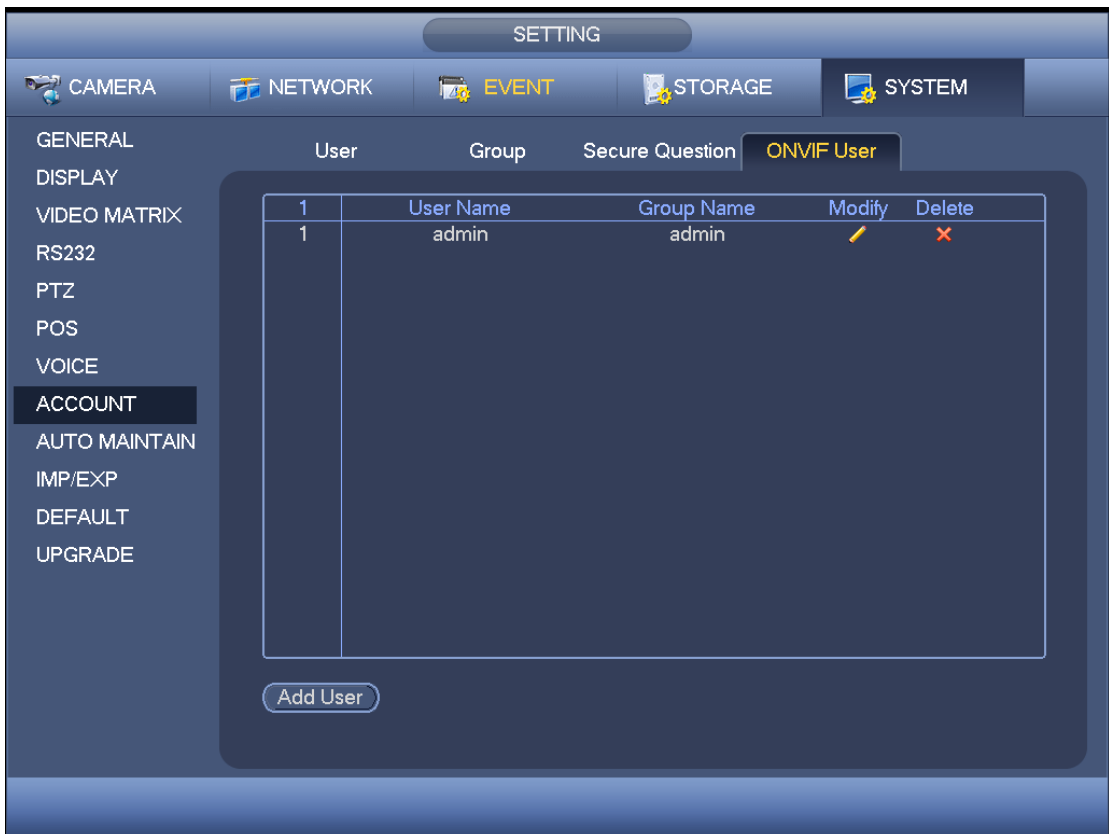 SETTING
CAMERA NETWORK EVENT STORAGE SYSTEM
GENERAL
DISPLAY
VIDEO MATRIX
RS232
PTZ
POS
VOICE
ACCOUNT
AUTO MAINTAIN
IMP/EXP
DEFAULT
UPGRADE
User Group Secure Question ONVIF User
1 User Name Group Name Modify Delete
1 admin admin
Add User